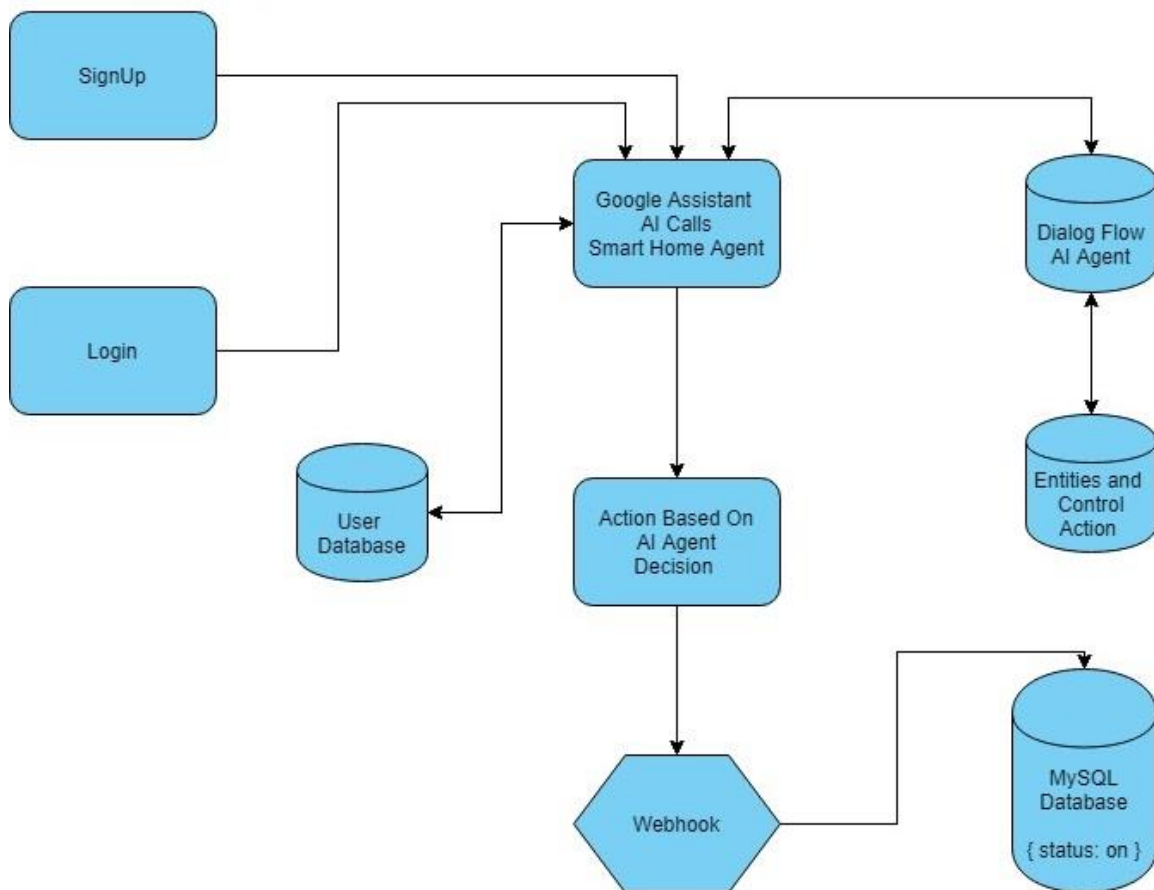 SignUp
Google Assistant
AI Calls
Smart Home Agent
Dialog Flow
AI Agent
Login
User
Database
Action Based On
AI Agent
Decision
Entities and
Control
Action
Webhook
MySQL
Database
{ status: on }